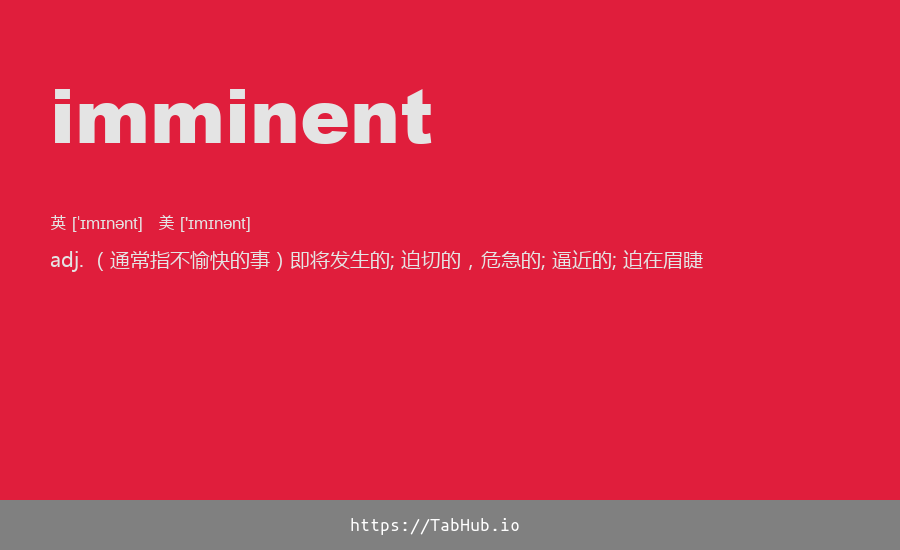 imminent
英 [ˈɪmɪnənt] 美 ['ɪmɪnənt]
adj.（通常指不愉快的事）即将发生的; 迫切的，危急的; 逼近的; 迫在眉睫
https://TabHub.io